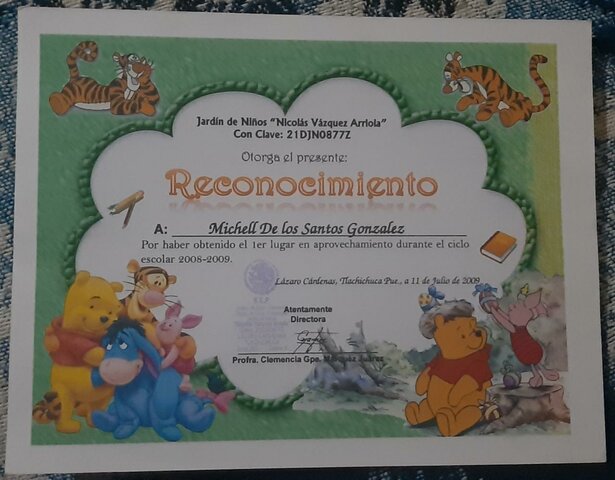 Jardín de Niños "Nicolás Vázquez Arriola"
Con Clave: 21DJN0877Z
Otorga el presente:
Reconocimiento
A: Michell De los Santos Gonzalez
Por haber obtenido el 1er lugar en aprovechamiento durante el ciclo
escolar 2008-2009.
Lázaro Cárdenas, Tlachichuca Pue., a 11 de Julio de 2009
S.E.P.
Atentamente
Directora
Profra. Clemencia Gpe. Márquez Juárez